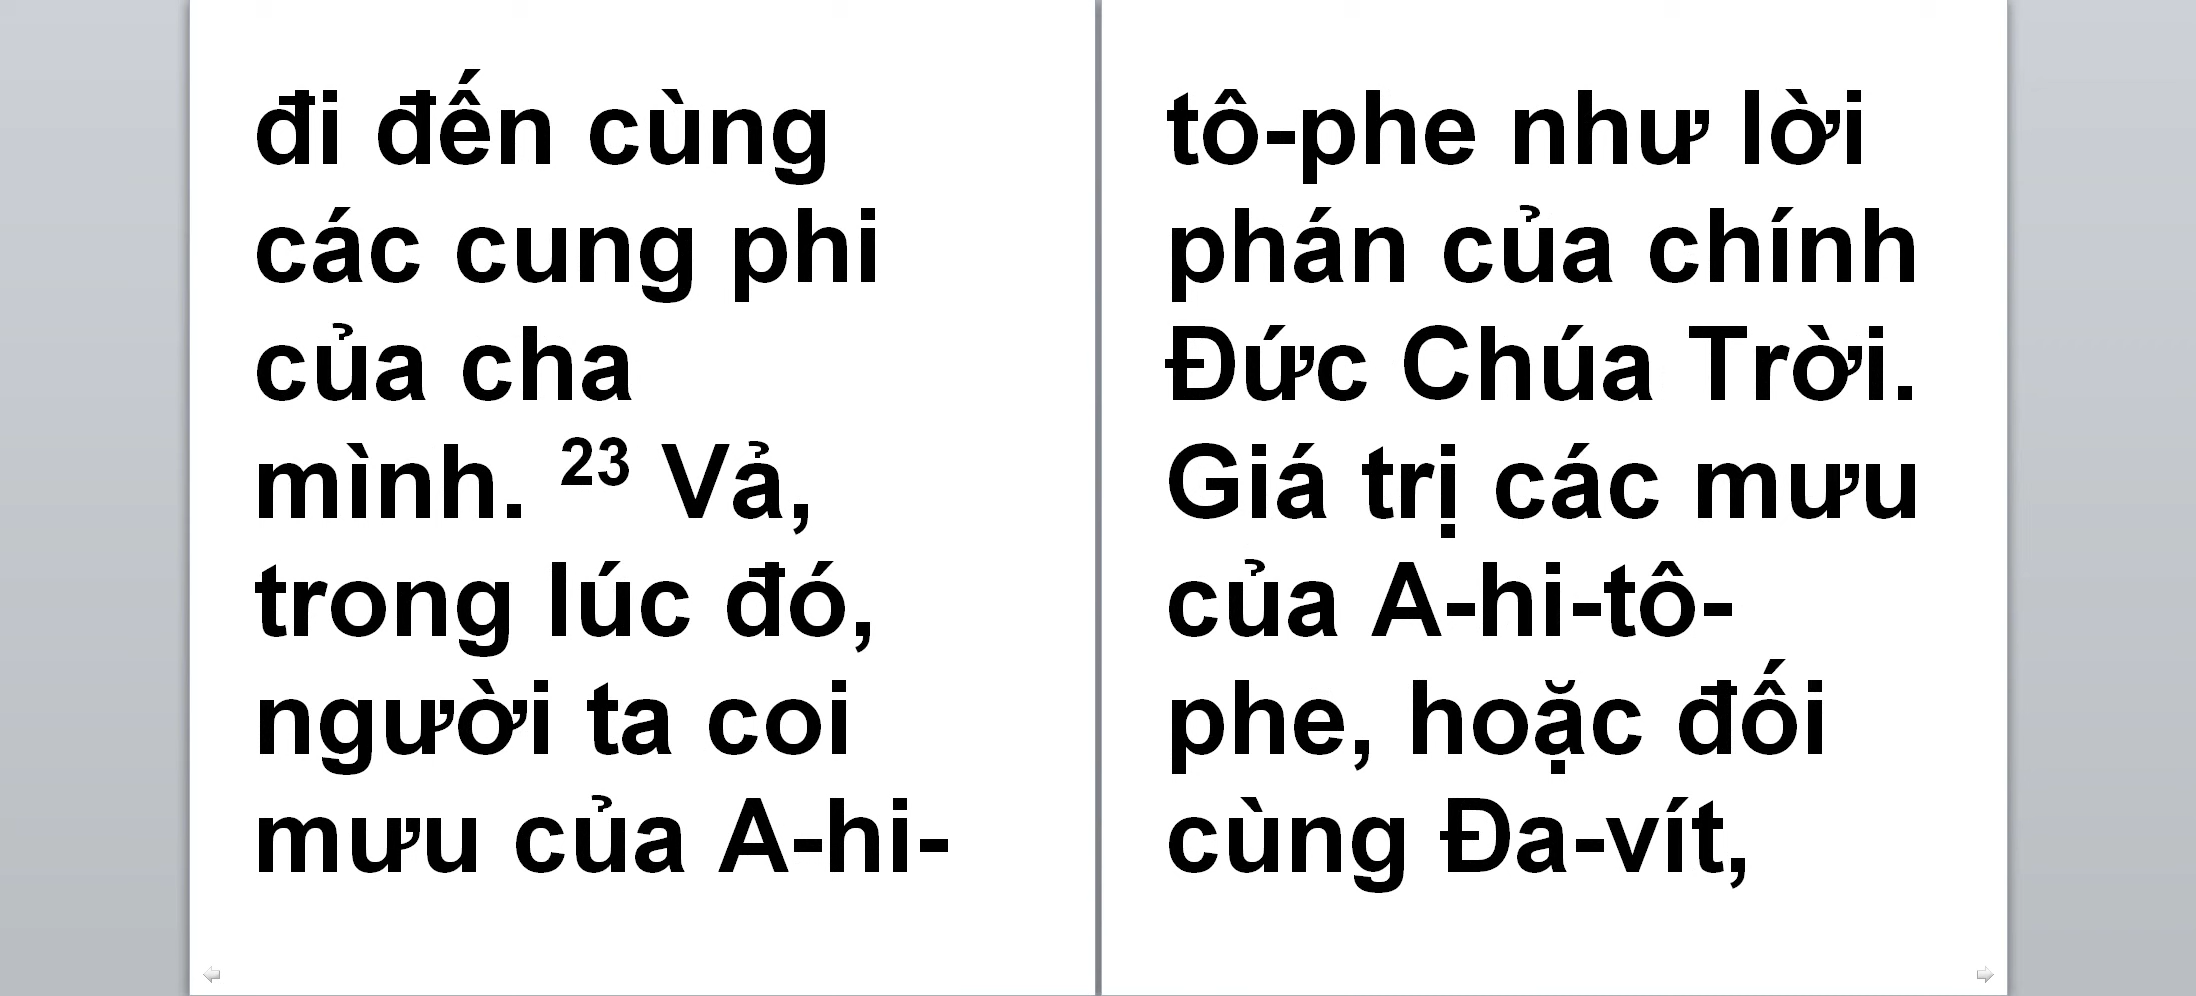 đi đến cùng
các cung phi
của cha
mình. ²³ Vả,
trong lúc đó,
người ta coi
mưu của A-hi-
tô-phe như lời
phán của chính
Đức Chúa Trời.
Giá trị các mưu
của A-hi-tô-
phe, hoặc đối
cùng Đa-vít,